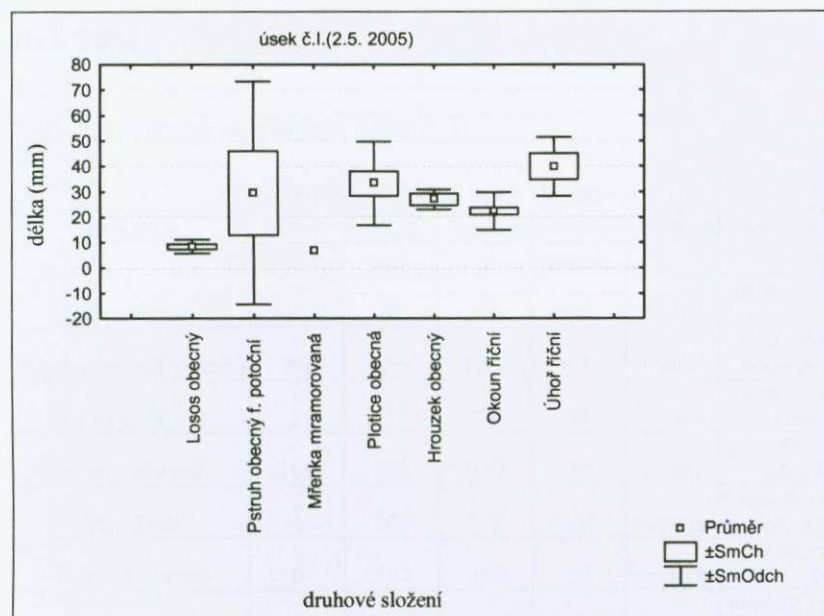 úsek č.l.(2.5. 2005)
80
70
60
50
40
30
20
10
0
-10
-20
délka (mm)
Losos obecný
Pstruh obecný f. potoční
Mřenka mramorovaná
Plotice obecná
Hrouzek obecný
Okoun říční
Úhoř říční
Průměr
±SmCh
±SmOdch
druhové složení